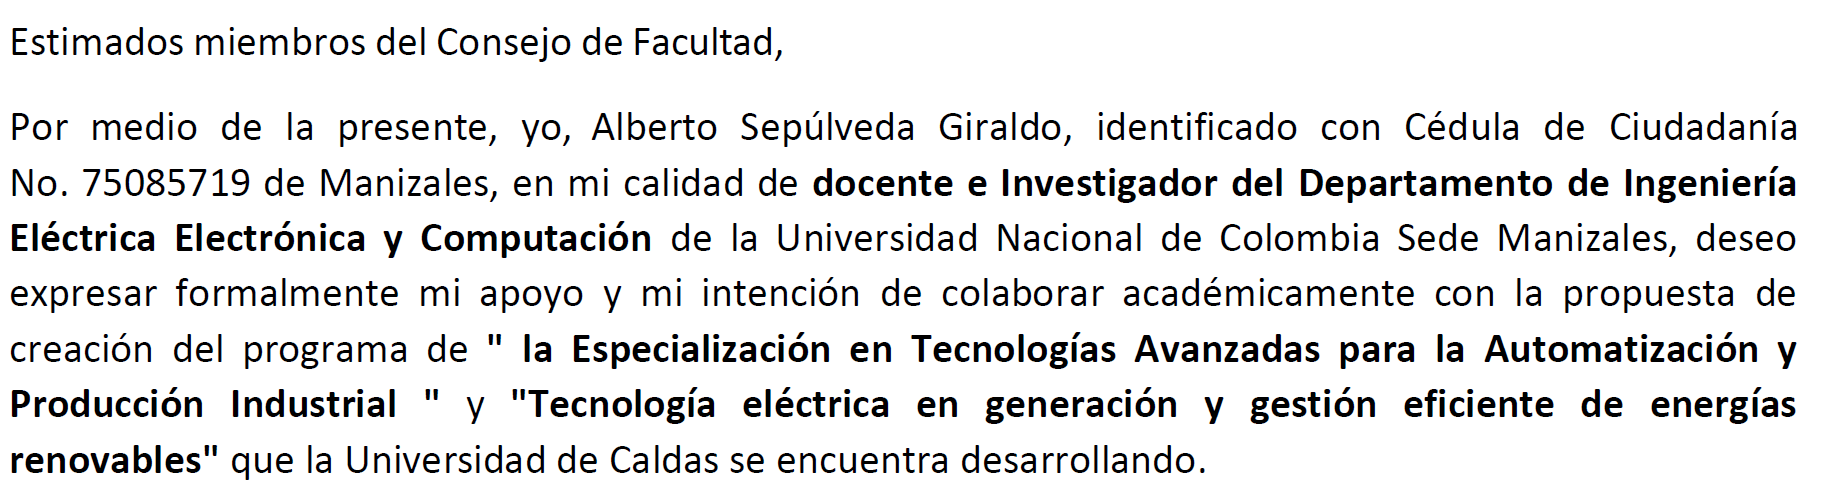 Estimados miembros del Consejo de Facultad,
Por medio de la presente, yo, Alberto Sepúlveda Giraldo, identificado con Cédula de Ciudadanía
No. 75085719 de Manizales, en mi calidad de docente e Investigador del Departamento de Ingeniería
Eléctrica Electrónica y Computación de la Universidad Nacional de Colombia Sede Manizales, deseo
expresar formalmente mi apoyo y mi intención de colaborar académicamente con la propuesta de
creación del programa de " la Especialización en Tecnologías Avanzadas para la Automatización y
Producción Industrial " y "Tecnología eléctrica en generación y gestión eficiente de energías
renovables" que la Universidad de Caldas se encuentra desarrollando.